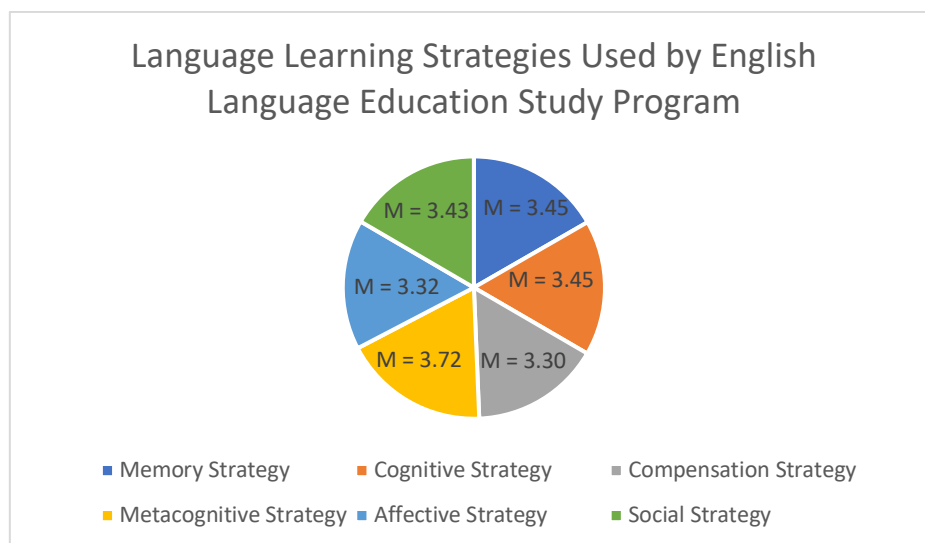 Language Learning Strategies Used by English
Language Education Study Program
M = 3.43
M = 3.45
M = 3.32
M = 3.45
M = 3.72
M = 3.30
Memory Strategy
Cognitive Strategy
Compensation Strategy
Metacognitive Strategy
Affective Strategy
Social Strategy